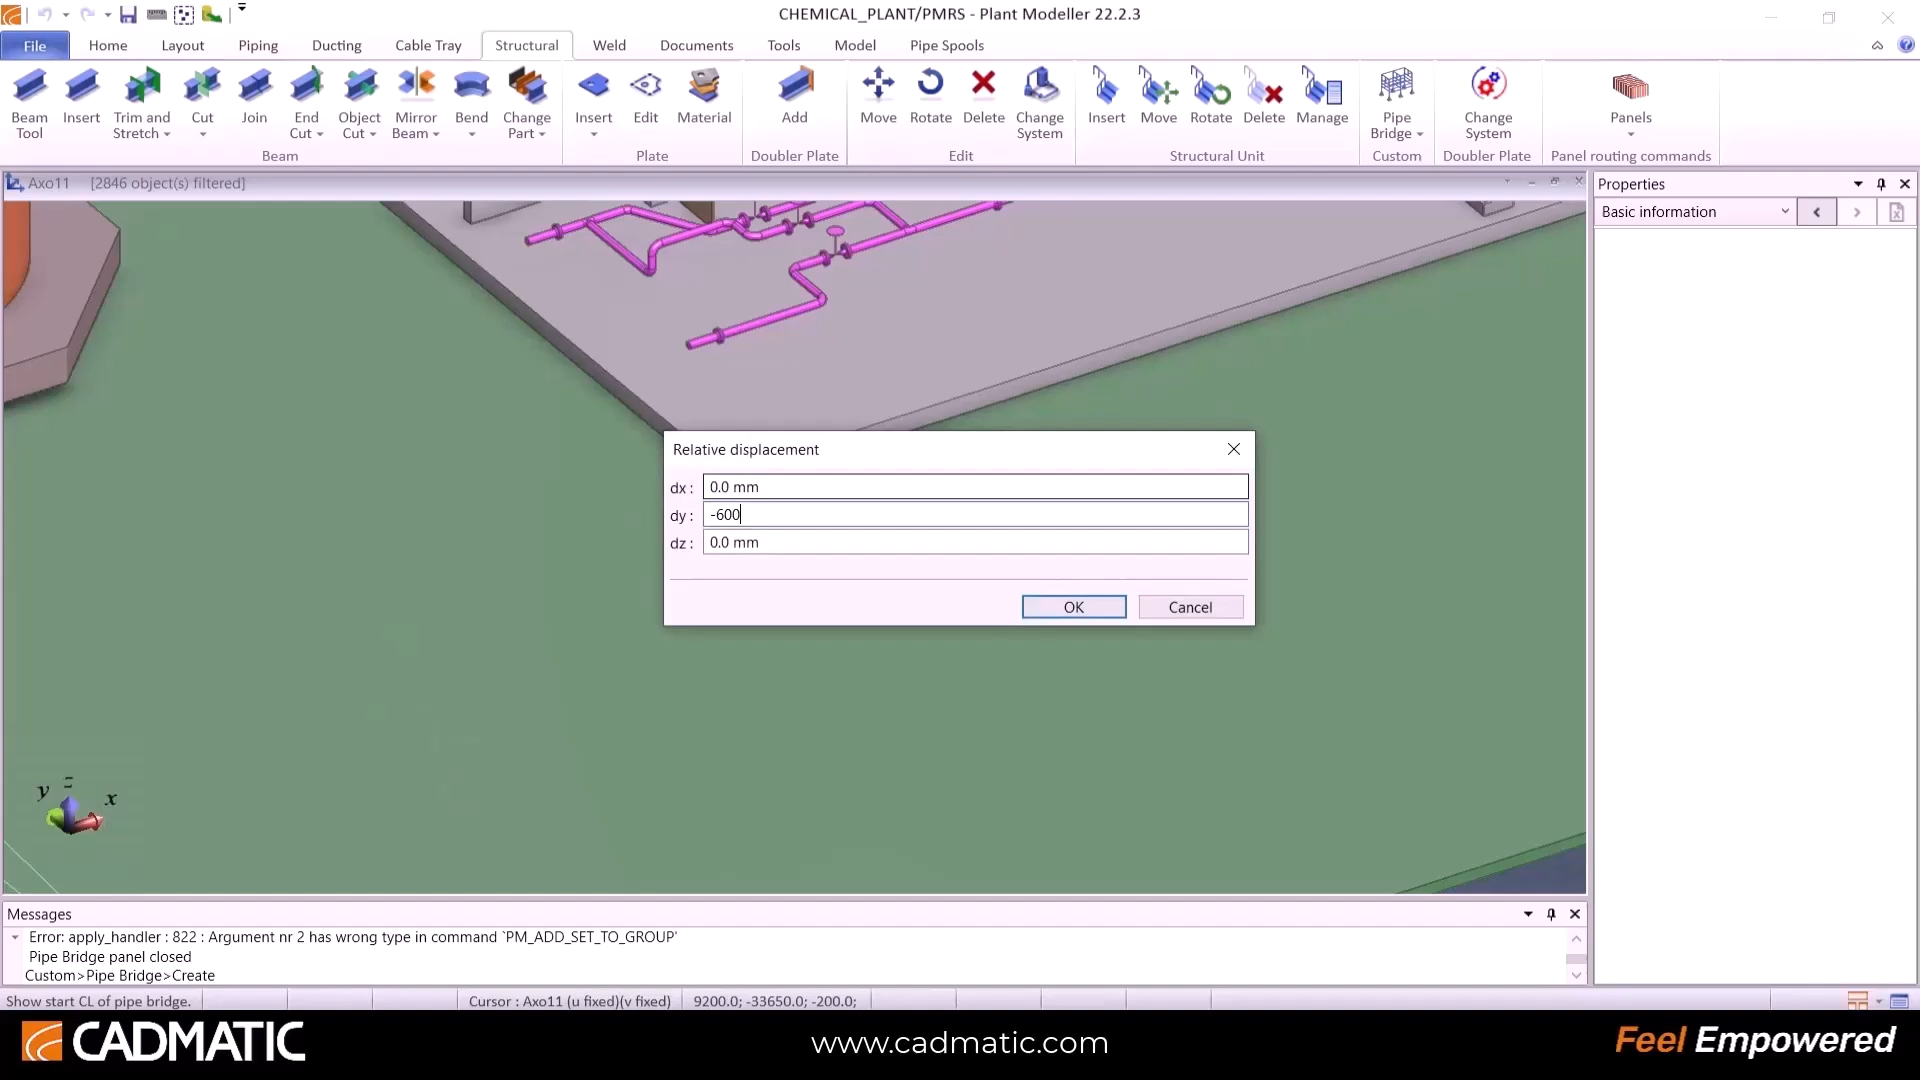 CHEMICAL_PLANT/PMRS - Plant Modeller 22.2.3
File Home Layout Piping Ducting Cable Tray Structural Weld Documents Tools Model Pipe Spools
Beam Tool Insert Trim and Stretch Cut Join End Cut Object Cut Mirror Beam Bend Change Part Insert Edit Material Add Move Rotate Delete Change System Insert Move Rotate Delete Manage Pipe Bridge Change System Panels
Beam Plate Doubler Plate Edit Structural Unit Custom Doubler Plate Panel routing commands
Axo11 [2846 object(s) filtered]
Properties
Basic information
Relative displacement
dx : 0.0 mm
dy : -600
dz : 0.0 mm
OK Cancel
y z x
Messages
Error: apply_handler : 822 : Argument nr 2 has wrong type in command `PM_ADD_SET_TO_GROUP'
Pipe Bridge panel closed
Custom>Pipe Bridge>Create
Show start CL of pipe bridge. Cursor : Axo11 (u fixed)(v fixed) 9200.0; -33650.0; -200.0;
CADMATIC www.cadmatic.com Feel Empowered